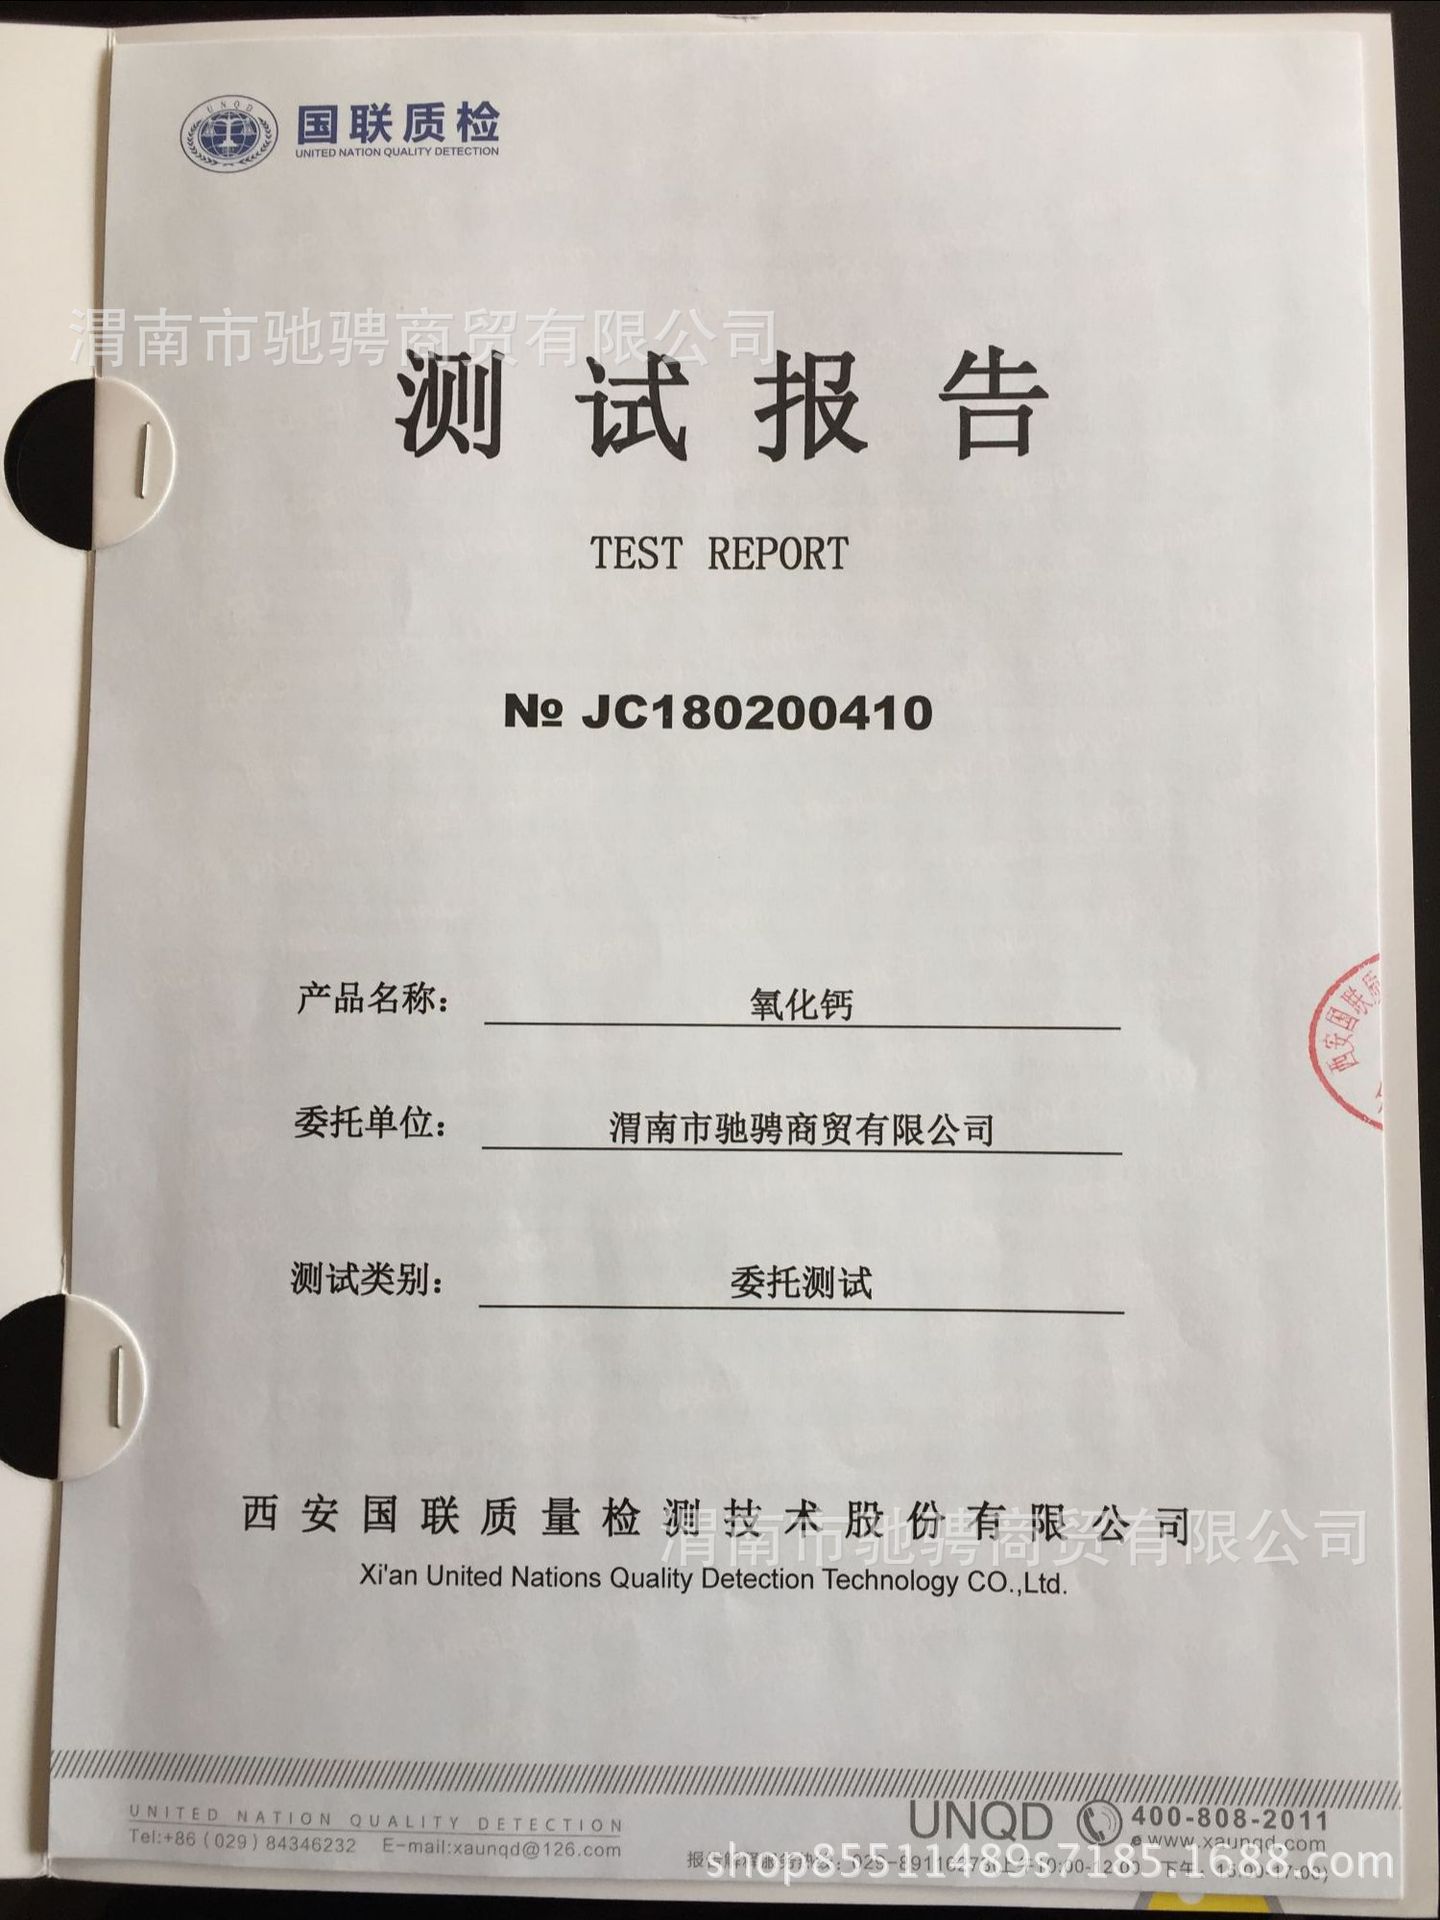 UNQD
国联质检
UNITED NATION QUALITY DETECTION
渭南市驰骋商贸有限公司
测试报告
TEST REPORT
№ JC180200410
产品名称： 氧化钙
委托单位： 渭南市驰骋商贸有限公司
测试类别： 委托测试
西安国联质
西安国联质量检测技术股份有限公司
渭南市驰骋商贸有限公司
Xi'an United Nations Quality Detection Technology CO.,Ltd.
UNITED NATION QUALITY DETECTION
Tel:+86(029)84346232 E-mail:xaunqd@126.com
UNQD 400-808-2011
www.xaunqd.com
shop85511489s7185.1688.com